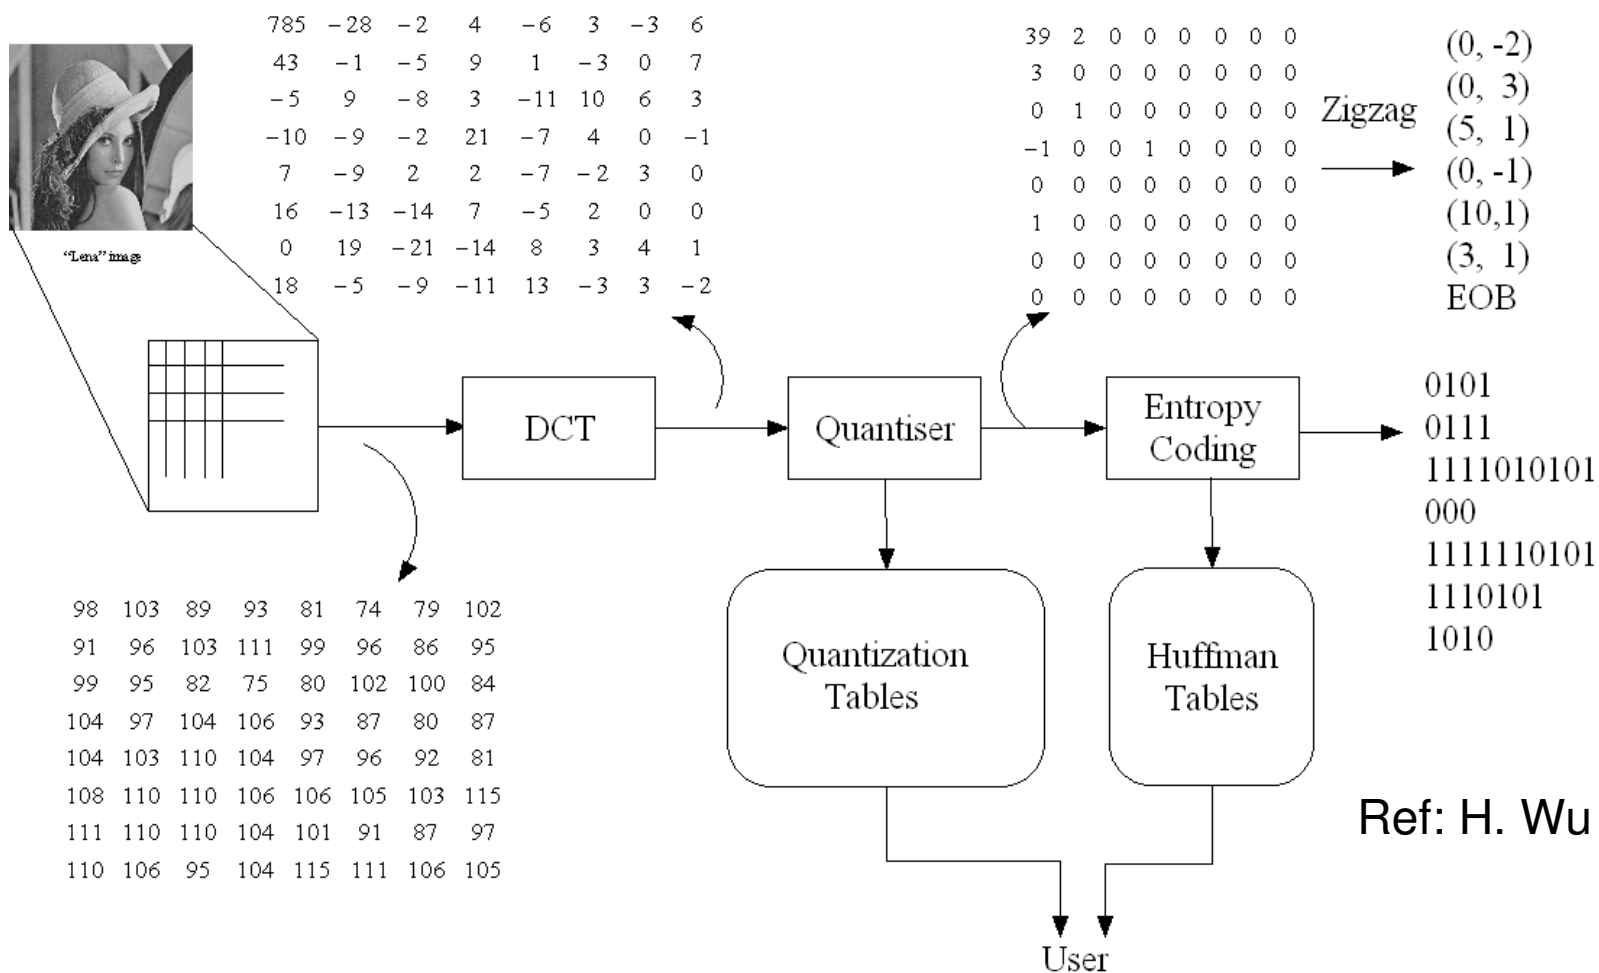 785 −28 −2 4 −6 3 −3 6
43 −1 −5 9 1 −3 0 7
−5 9 −8 3 −11 10 6 3
−10 −9 −2 21 −7 4 0 −1
7 −9 2 2 −7 −2 3 0
16 −13 −14 7 −5 2 0 0
0 19 −21 −14 8 3 4 1
18 −5 −9 −11 13 −3 3 −2
39 2 0 0 0 0 0 0
3 0 0 0 0 0 0 0
0 1 0 0 0 0 0 0
−1 0 0 1 0 0 0 0
0 0 0 0 0 0 0 0
1 0 0 0 0 0 0 0
0 0 0 0 0 0 0 0
0 0 0 0 0 0 0 0
Zigzag
(0, -2)
(0, 3)
(5, 1)
(0, -1)
(10,1)
(3, 1)
EOB
“Lena” image
DCT
Quantiser
Entropy
Coding
0101
0111
1111010101
000
1111110101
1110101
1010
98 103 89 93 81 74 79 102
91 96 103 111 99 96 86 95
99 95 82 75 80 102 100 84
104 97 104 106 93 87 80 87
104 103 110 104 97 96 92 81
108 110 110 106 106 105 103 115
111 110 110 104 101 91 87 97
110 106 95 104 115 111 106 105
Quantization
Tables
Huffman
Tables
Ref: H. Wu
User